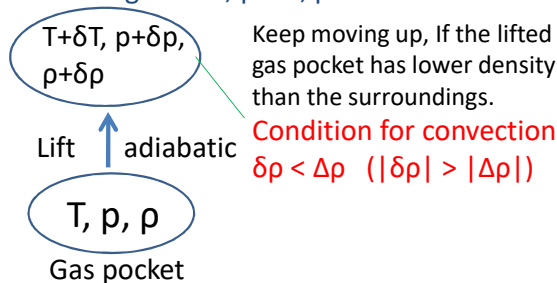 T+δT, p+δp,
ρ+δρ
Keep moving up, If the lifted
gas pocket has lower density
than the surroundings.
Condition for convection
δρ < Δρ (|δρ| > |Δρ|)
Lift adiabatic
T, p, ρ
Gas pocket